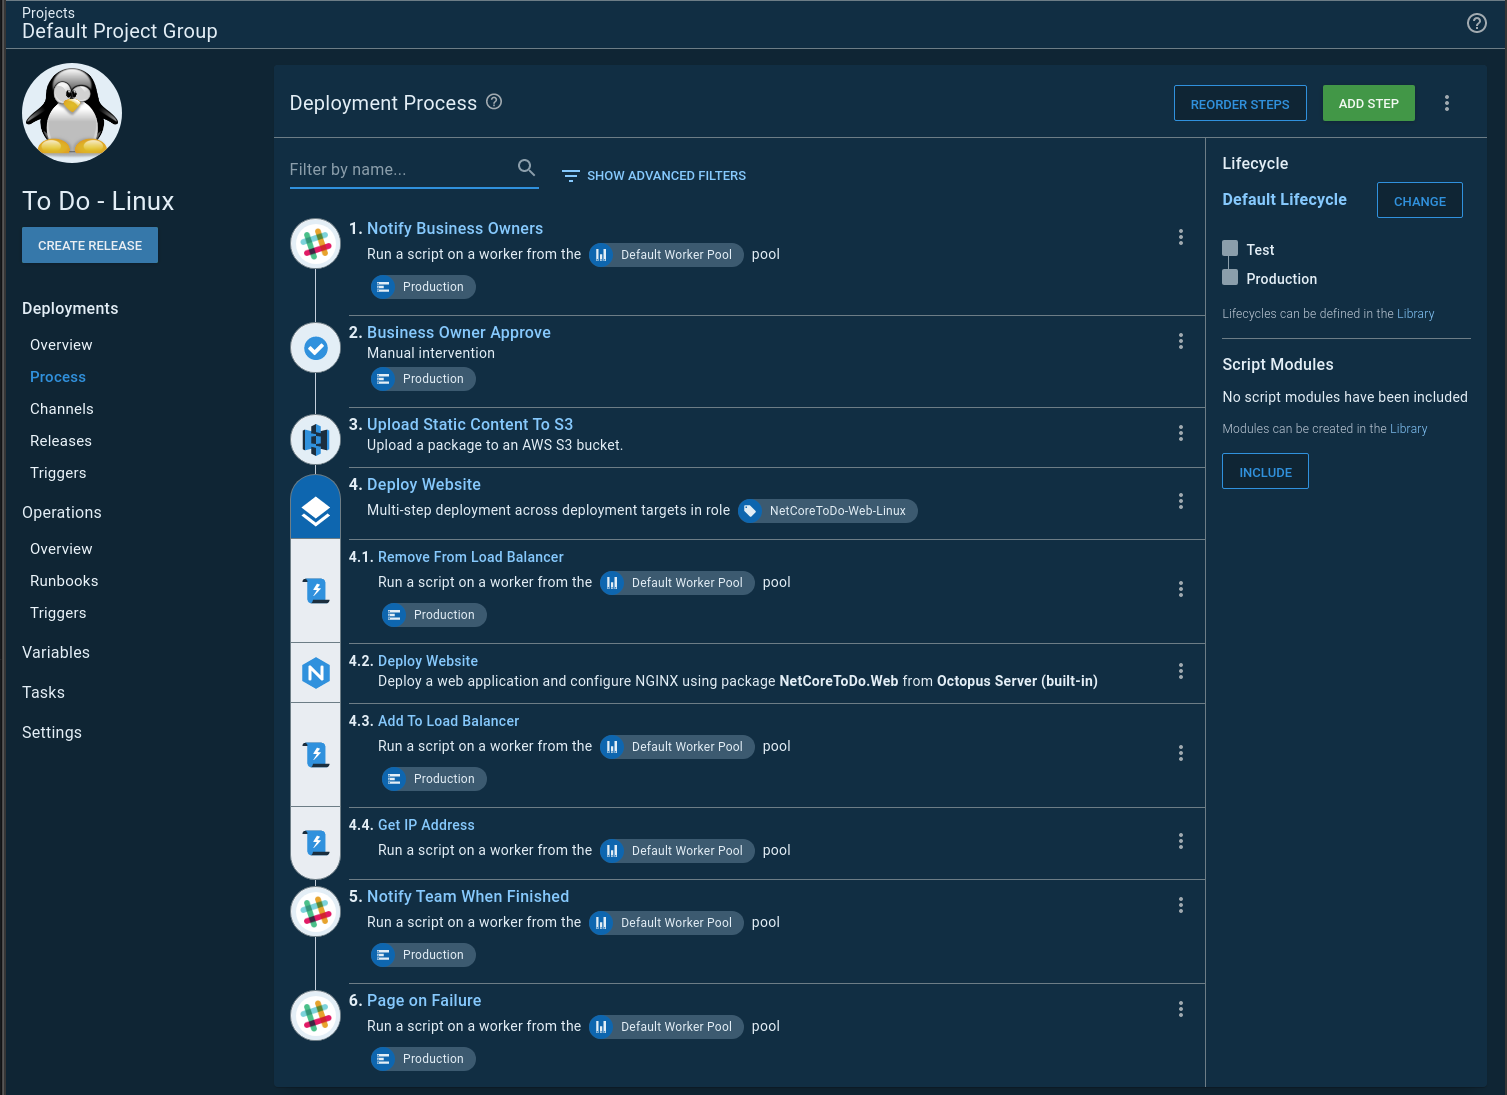 Projects
Default Project Group
To Do - Linux
CREATE RELEASE
Deployments
Overview
Process
Channels
Releases
Triggers
Operations
Overview
Runbooks
Triggers
Variables
Tasks
Settings
Deployment Process
REORDER STEPS
ADD STEP
Filter by name...
SHOW ADVANCED FILTERS
1. Notify Business Owners
Run a script on a worker from the Default Worker Pool pool
Production
2. Business Owner Approve
Manual intervention
Production
3. Upload Static Content To S3
Upload a package to an AWS S3 bucket.
4. Deploy Website
Multi-step deployment across deployment targets in role NetCoreToDo-Web-Linux
4.1. Remove From Load Balancer
Run a script on a worker from the Default Worker Pool pool
Production
4.2. Deploy Website
Deploy a web application and configure NGINX using package NetCoreToDo.Web from Octopus Server (built-in)
4.3. Add To Load Balancer
Run a script on a worker from the Default Worker Pool pool
Production
4.4. Get IP Address
Run a script on a worker from the Default Worker Pool pool
5. Notify Team When Finished
Run a script on a worker from the Default Worker Pool pool
Production
6. Page on Failure
Run a script on a worker from the Default Worker Pool pool
Production
Lifecycle
Default Lifecycle
CHANGE
Test
Production
Lifecycles can be defined in the Library
Script Modules
No script modules have been included
Modules can be created in the Library
INCLUDE